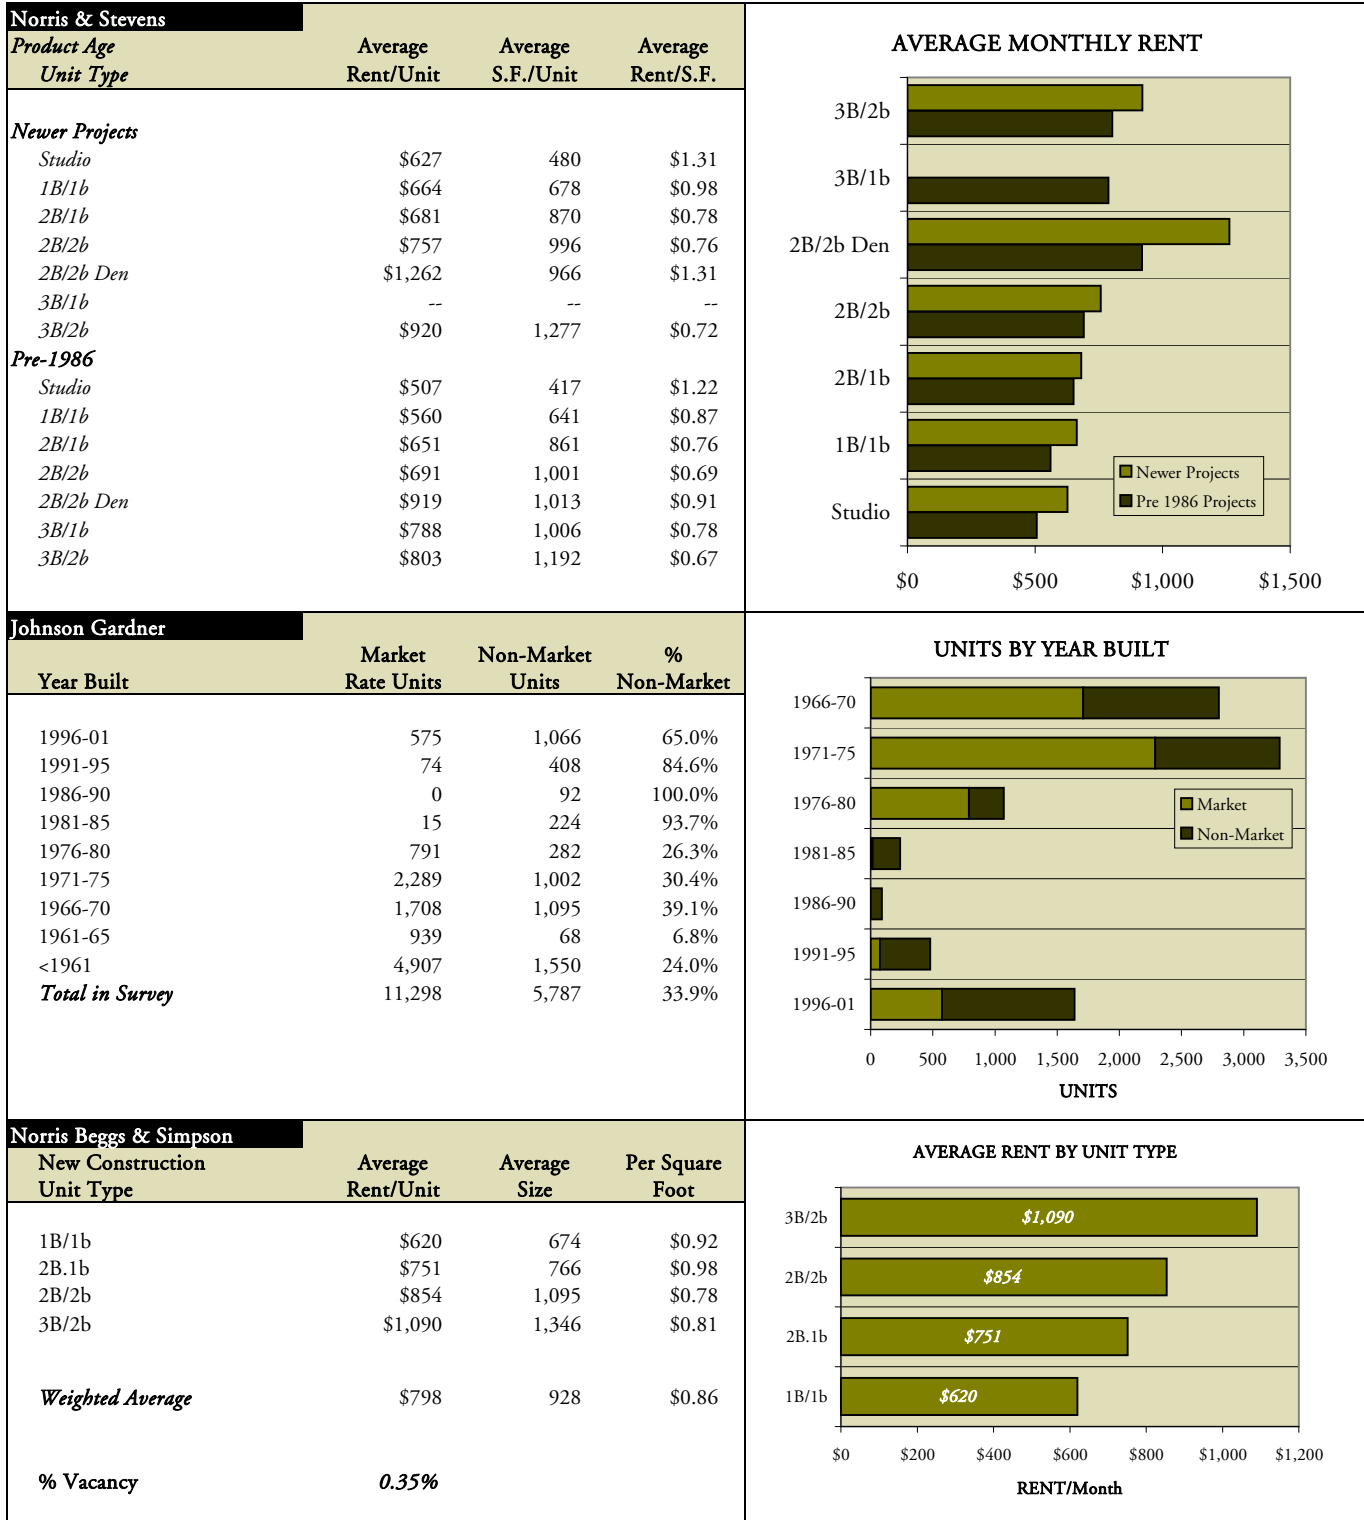 Norris & Stevens
Product Age Average Average Average
Unit Type Rent/Unit S.F./Unit Rent/S.F.
Newer Projects
Studio $627 480 $1.31
1B/1b $664 678 $0.98
2B/1b $681 870 $0.78
2B/2b $757 996 $0.76
2B/2b Den $1,262 966 $1.31
3B/1b -- -- --
3B/2b $920 1,277 $0.72
Pre-1986
Studio $507 417 $1.22
1B/1b $560 641 $0.87
2B/1b $651 861 $0.76
2B/2b $691 1,001 $0.69
2B/2b Den $919 1,013 $0.91
3B/1b $788 1,006 $0.78
3B/2b $803 1,192 $0.67
AVERAGE MONTHLY RENT
3B/2b
3B/1b
2B/2b Den
2B/2b
2B/1b
1B/1b
Studio
Newer Projects
Pre 1986 Projects
$0 $500 $1,000 $1,500
Johnson Gardner
Market Non-Market %
Year Built Rate Units Units Non-Market
1996-01 575 1,066 65.0%
1991-95 74 408 84.6%
1986-90 0 92 100.0%
1981-85 15 224 93.7%
1976-80 791 282 26.3%
1971-75 2,289 1,002 30.4%
1966-70 1,708 1,095 39.1%
1961-65 939 68 6.8%
<1961 4,907 1,550 24.0%
Total in Survey 11,298 5,787 33.9%
UNITS BY YEAR BUILT
1966-70
1971-75
1976-80
1981-85
1986-90
1991-95
1996-01
Market
Non-Market
0 500 1,000 1,500 2,000 2,500 3,000 3,500
UNITS
Norris Beggs & Simpson
New Construction Average Average Per Square
Unit Type Rent/Unit Size Foot
1B/1b $620 674 $0.92
2B.1b $751 766 $0.98
2B/2b $854 1,095 $0.78
3B/2b $1,090 1,346 $0.81
Weighted Average $798 928 $0.86
% Vacancy 0.35%
AVERAGE RENT BY UNIT TYPE
3B/2b $1,090
2B/2b $854
2B.1b $751
1B/1b $620
$0 $200 $400 $600 $800 $1,000 $1,200
RENT/Month